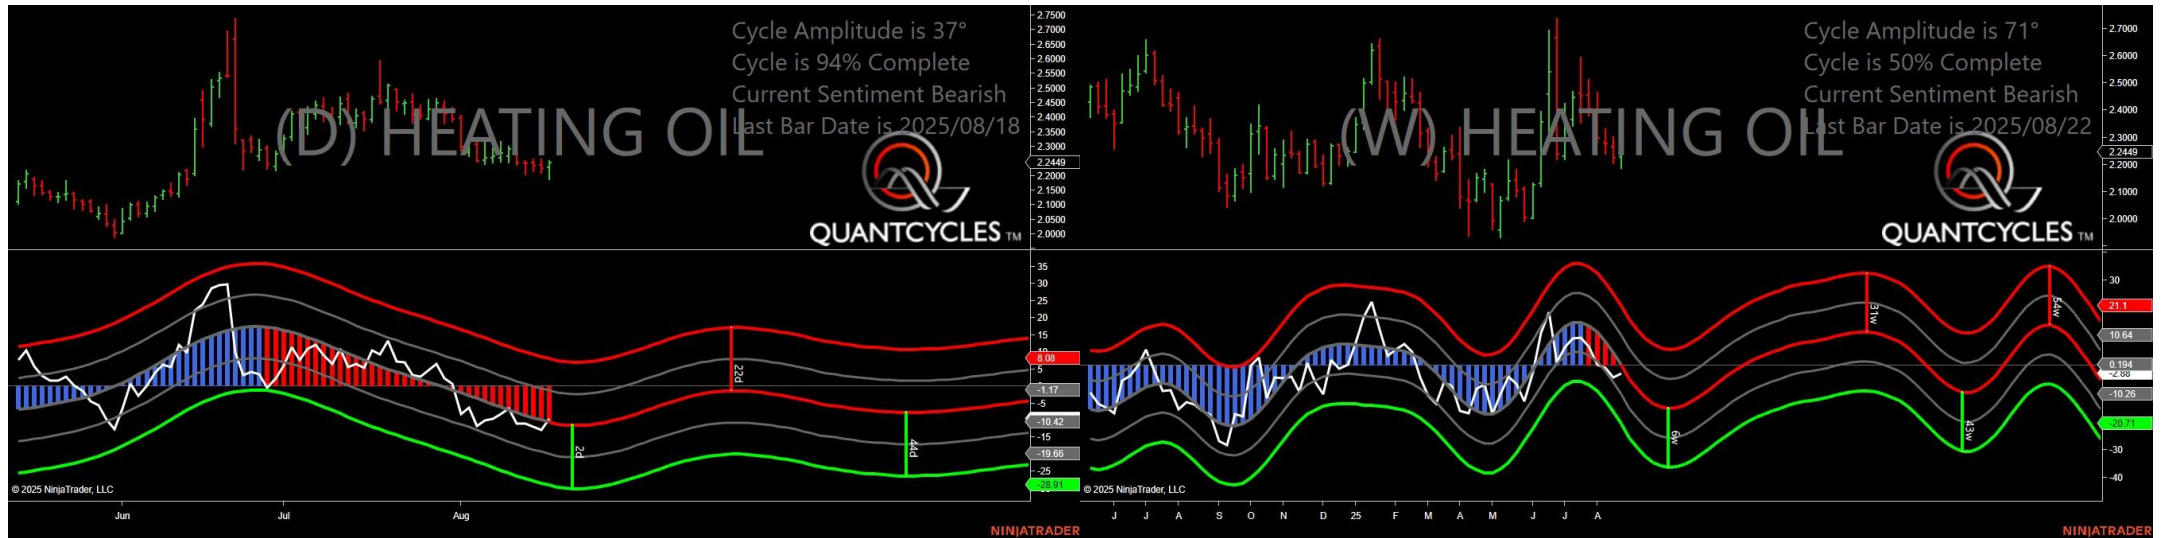 Cycle Amplitude is 37°
Cycle is 94% Complete
Current Sentiment Bearish
Last Bar Date is 2025/08/18
(D) HEATING OIL
QUANTCYCLES TM
2.7500
2.7000
2.6500
2.6000
2.5500
2.5000
2.4500
2.4000
2.3500
2.3000
2.2449
2.2000
2.1500
2.1000
2.0500
2.0000
35
30
25
20
15
10
8.08
5
-1.17
-5
-10.42
-15
-19.66
-25
-28.91
22d
2d
44d
© 2025 NinjaTrader, LLC
Jun Jul Aug
NINJATRADER
Cycle Amplitude is 71°
Cycle is 50% Complete
Current Sentiment Bearish
Last Bar Date is 2025/08/22
(W) HEATING OIL
QUANTCYCLES TM
2.7000
2.6000
2.5000
2.4000
2.3000
2.2449
2.2000
2.1000
2.0000
30
21.1
10.64
0.194
-2.88
-10.26
-20.71
-30
-40
31w
54w
6w
43w
© 2025 NinjaTrader, LLC
J J A S O N D 25 F M A M J J A
NINJATRADER